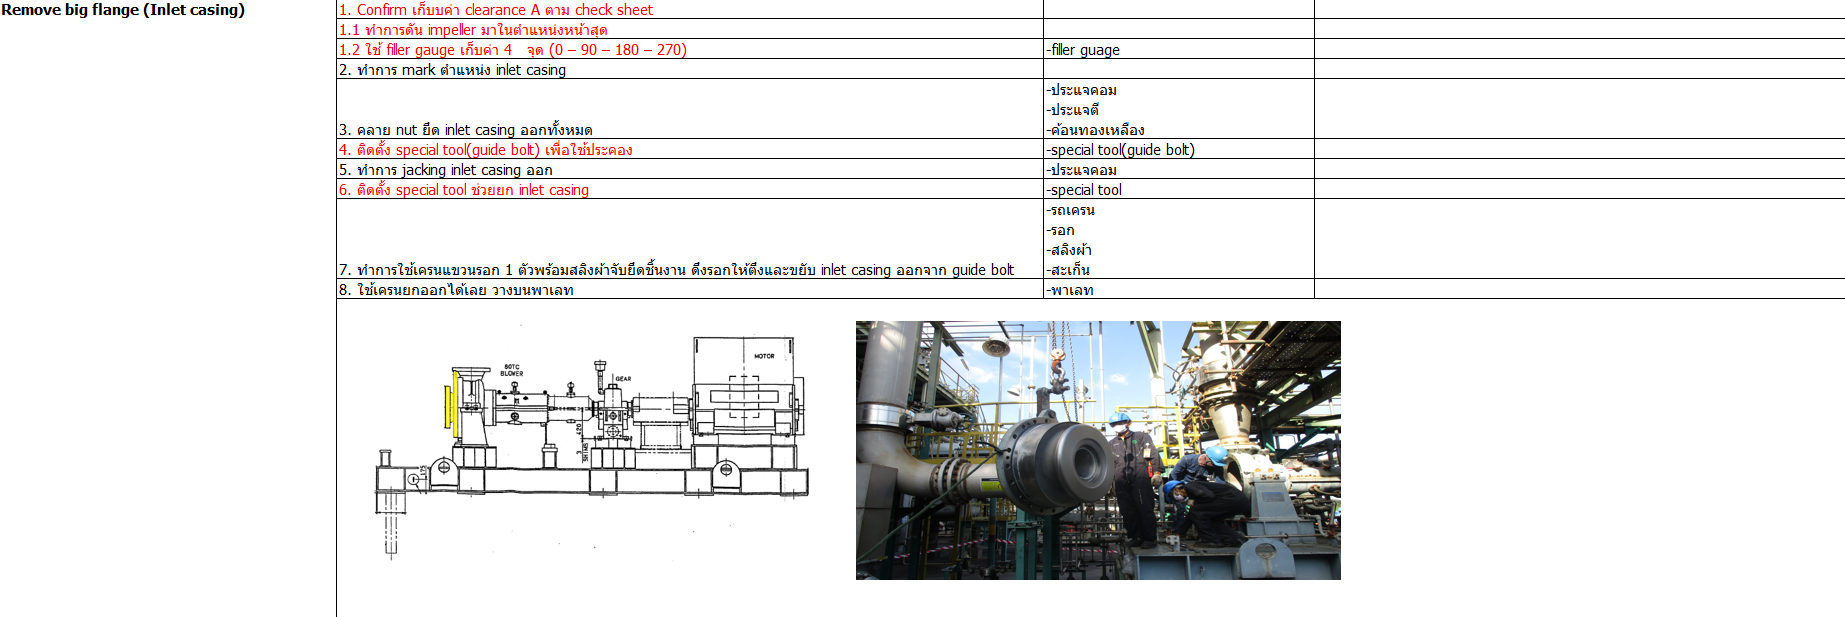 Remove big flange (Inlet casing)
1. Confirm เก็บบค่า clearance A ตาม check sheet
1.1 ทำการดัน impeller มาในตำแหน่งหน้าสุด
1.2 ใช้ filler gauge เก็บค่า 4 จุด (0 – 90 – 180 – 270)
-filler guage
2. ทำการ mark ตำแหน่ง inlet casing
-ประแจคอม
-ประแจตี
3. คลาย nut ยึด inlet casing ออกทั้งหมด
-ค้อนทองเหลือง
4. ติดตั้ง special tool(guide bolt) เพื่อใช้ประคอง
-special tool(guide bolt)
5. ทำการ jacking inlet casing ออก
-ประแจคอม
6. ติดตั้ง special tool ช่วยยก inlet casing
-special tool
-รถเครน
-รอก
-สลิงผ้า
7. ทำการใช้เครนแขวนรอก 1 ตัวพร้อมสลิงผ้าจับยึดชิ้นงาน ดึงรอกให้ตึงและขยับ inlet casing ออกจาก guide bolt
-สะเก็น
8. ใช้เครนยกออกได้เลย วางบนพาเลท
-พาเลท
MOTOR
60TC
BLOWER
GEAR
420
3
SHIMS
175